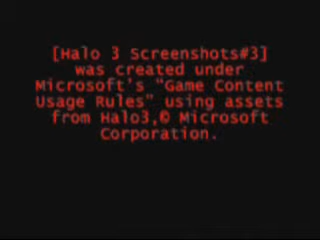 [Halo 3 Screenshots#3]
was created under
Microsoft's "Game Content
Usage Rules" using assets
from Halo3,© Microsoft
Corporation.